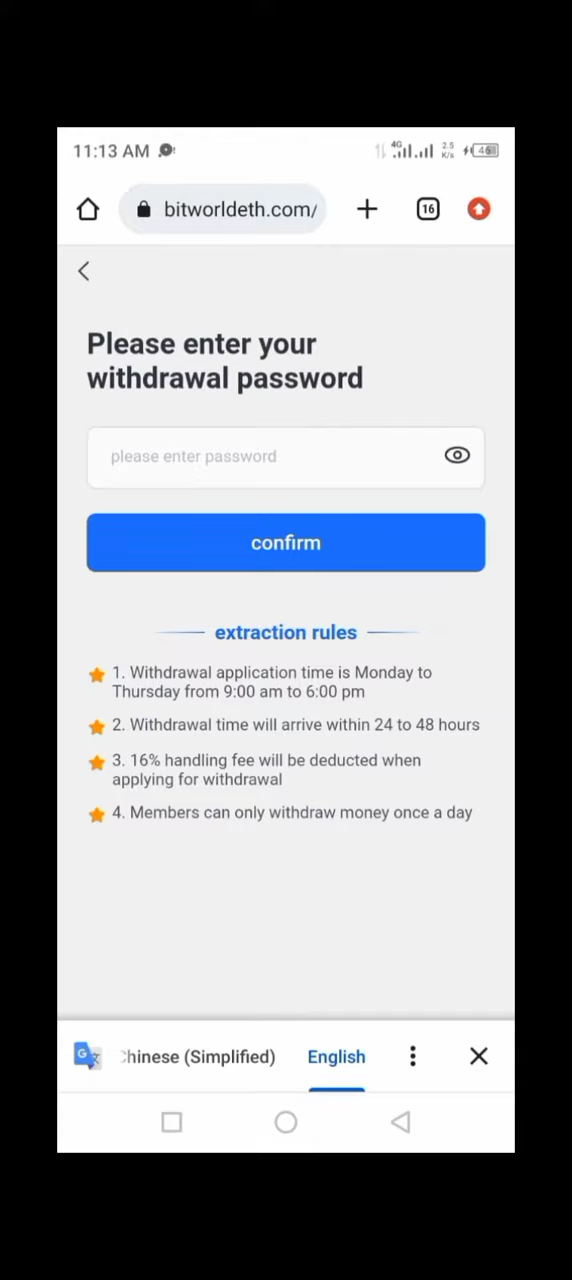 11:13 AM
4G
2.5
K/s
bitworldeth.com/
16
Please enter your
withdrawal password
please enter password
confirm
extraction rules
1. Withdrawal application time is Monday to
Thursday from 9:00 am to 6:00 pm
2. Withdrawal time will arrive within 24 to 48 hours
3. 16% handling fee will be deducted when
applying for withdrawal
4. Members can only withdraw money once a day
Chinese (Simplified)
English